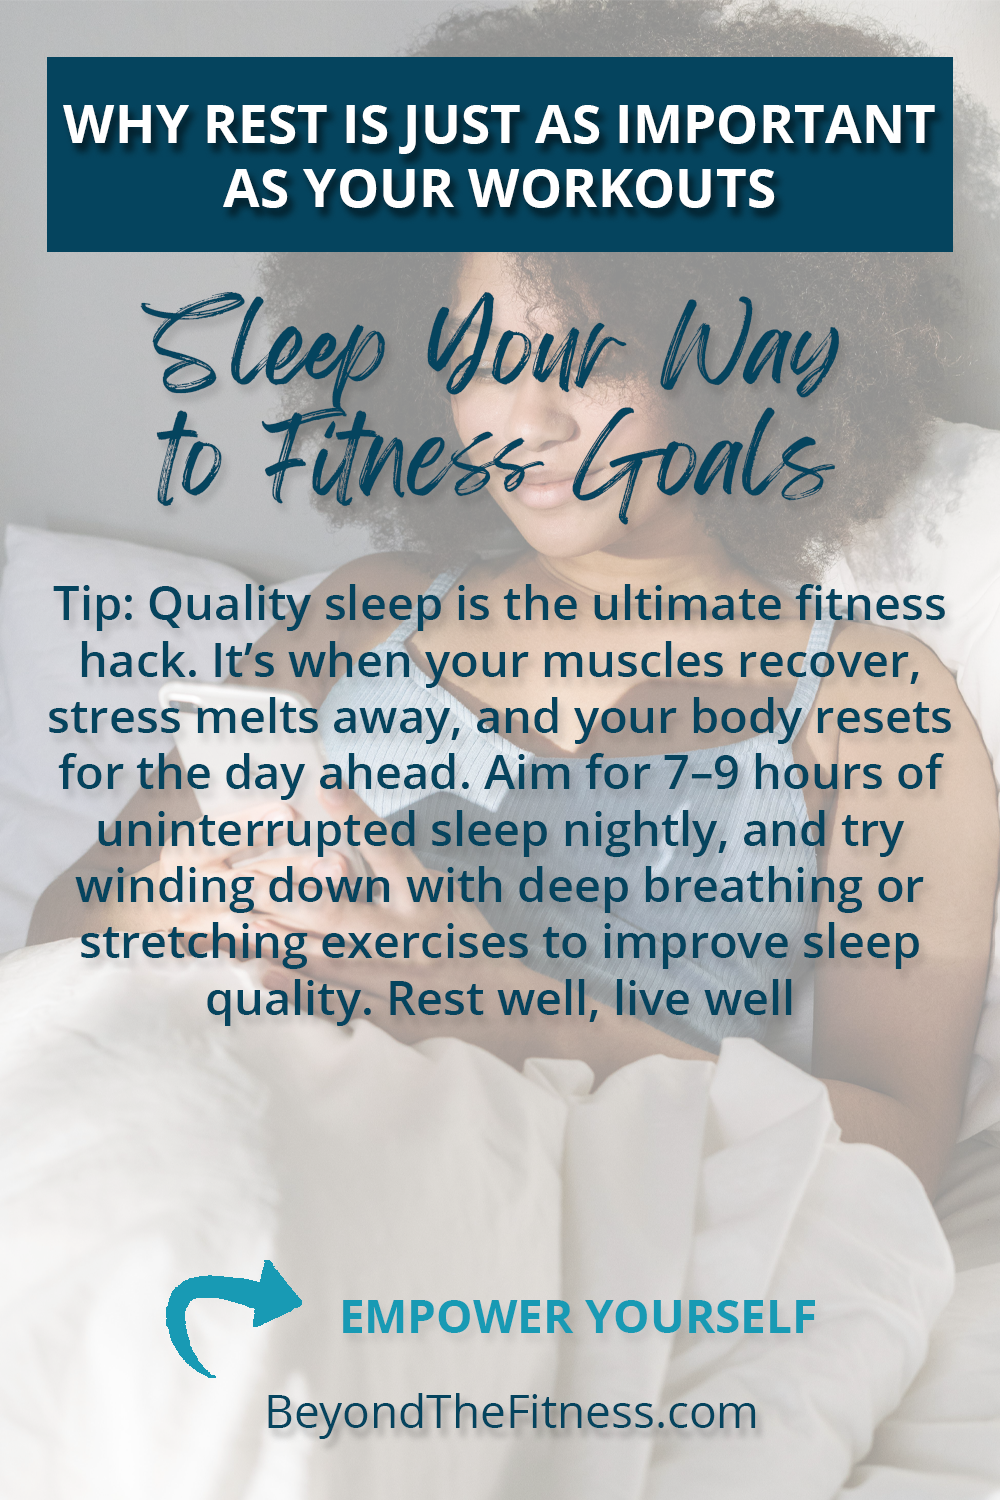 WHY REST IS JUST AS IMPORTANT
AS YOUR WORKOUTS
Sleep Your Way
to Fitness Goals
Tip: Quality sleep is the ultimate fitness
hack. It’s when your muscles recover,
stress melts away, and your body resets
for the day ahead. Aim for 7–9 hours of
uninterrupted sleep nightly, and try
winding down with deep breathing or
stretching exercises to improve sleep
quality. Rest well, live well
EMPOWER YOURSELF
BeyondTheFitness.com